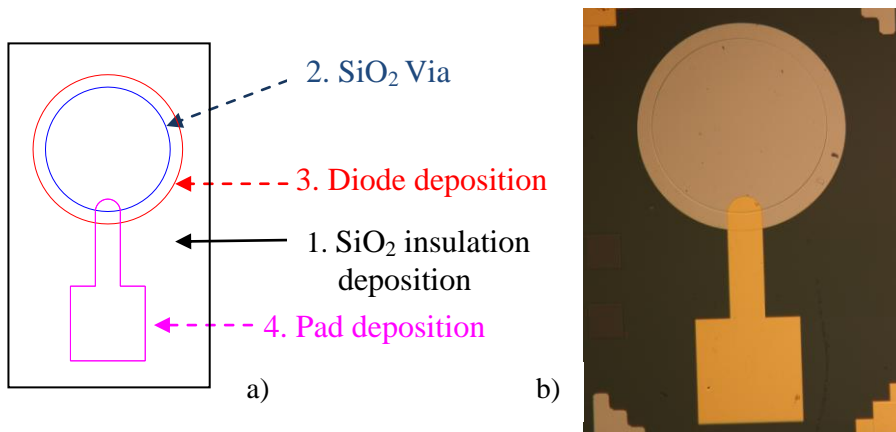 2. SiO₂ Via
3. Diode deposition
1. SiO₂ insulation
deposition
4. Pad deposition
a)
b)